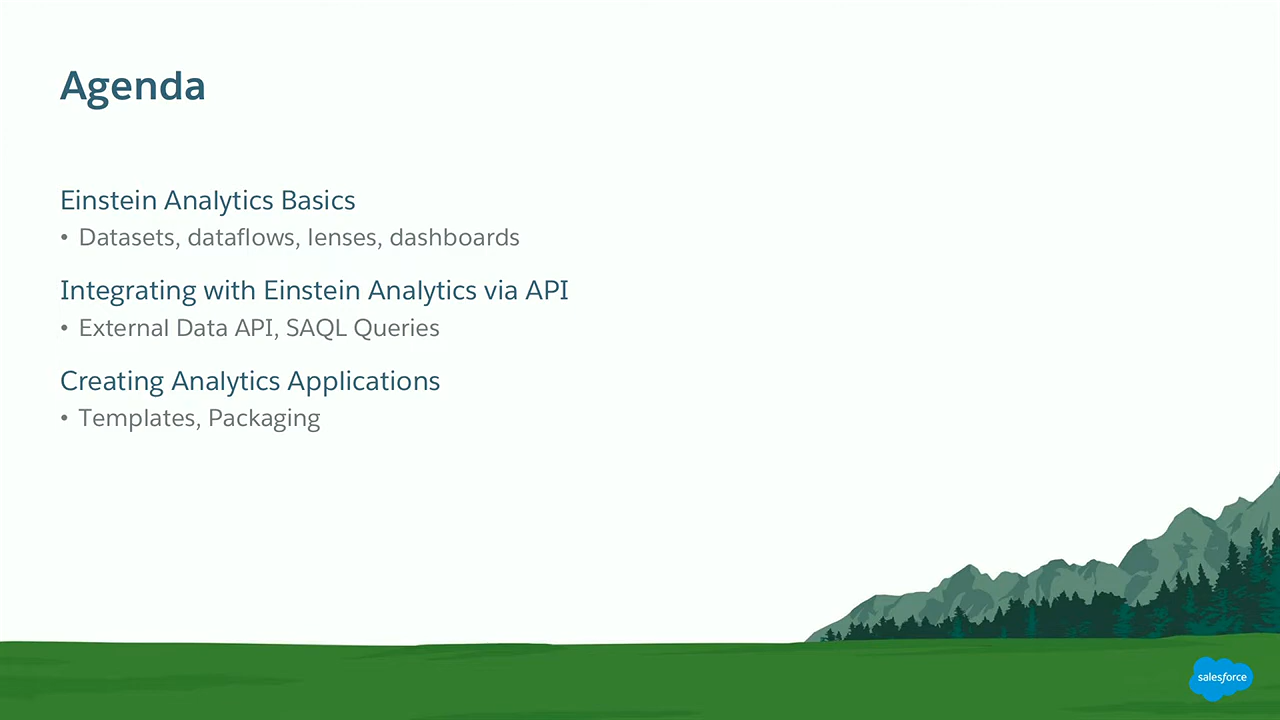 Agenda
Einstein Analytics Basics
• Datasets, dataflows, lenses, dashboards
Integrating with Einstein Analytics via API
• External Data API, SAQL Queries
Creating Analytics Applications
• Templates, Packaging
salesforce